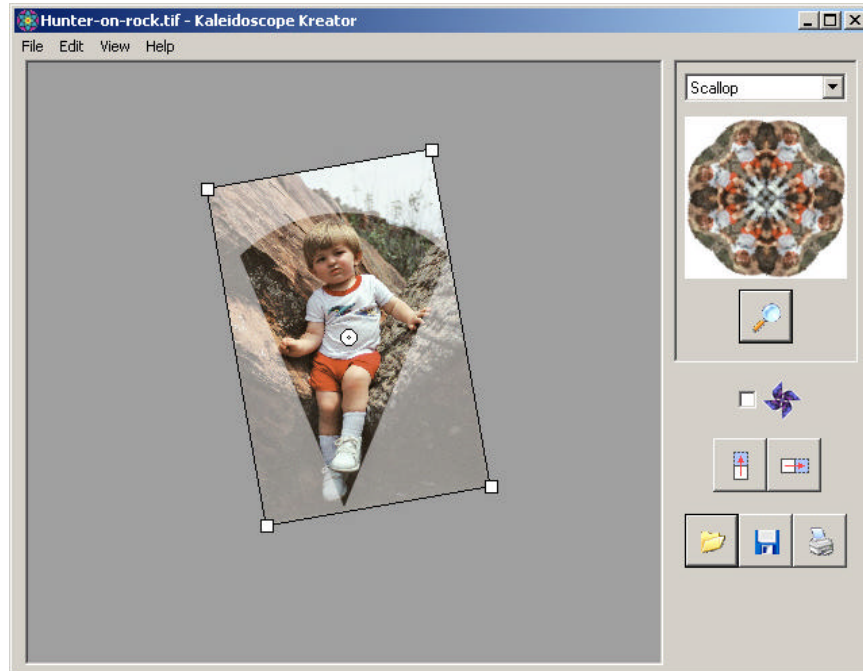 Hunter-on-rock.tif - Kaleidoscope Kreator
File Edit View Help
Scallop